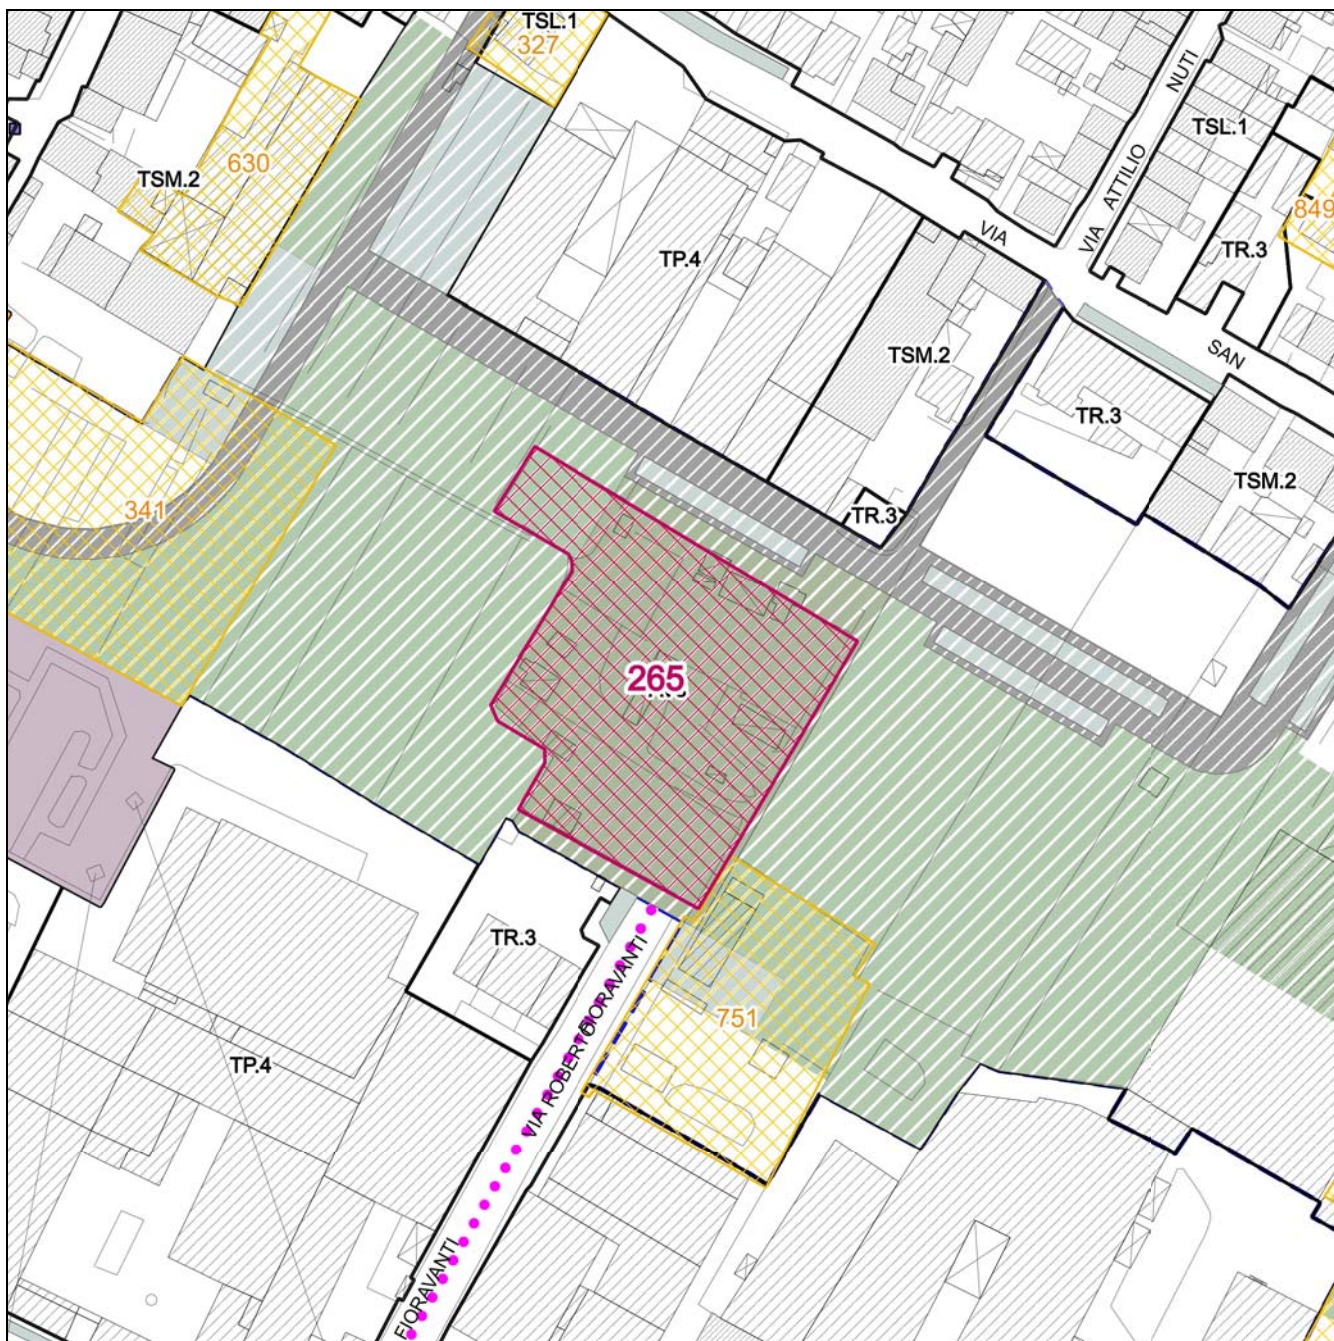 TSL.1
327
NUTI
TSL.1
630
TSM.2
ATTILIO
849
VIA
VIA
TR.3
TP.4
SAN
TSM.2
TR.3
TSM.2
341
TR.3
265
TR.3
VIA ROBERTO
FIORAVANTI
751
TP.4
FIORAVANTI